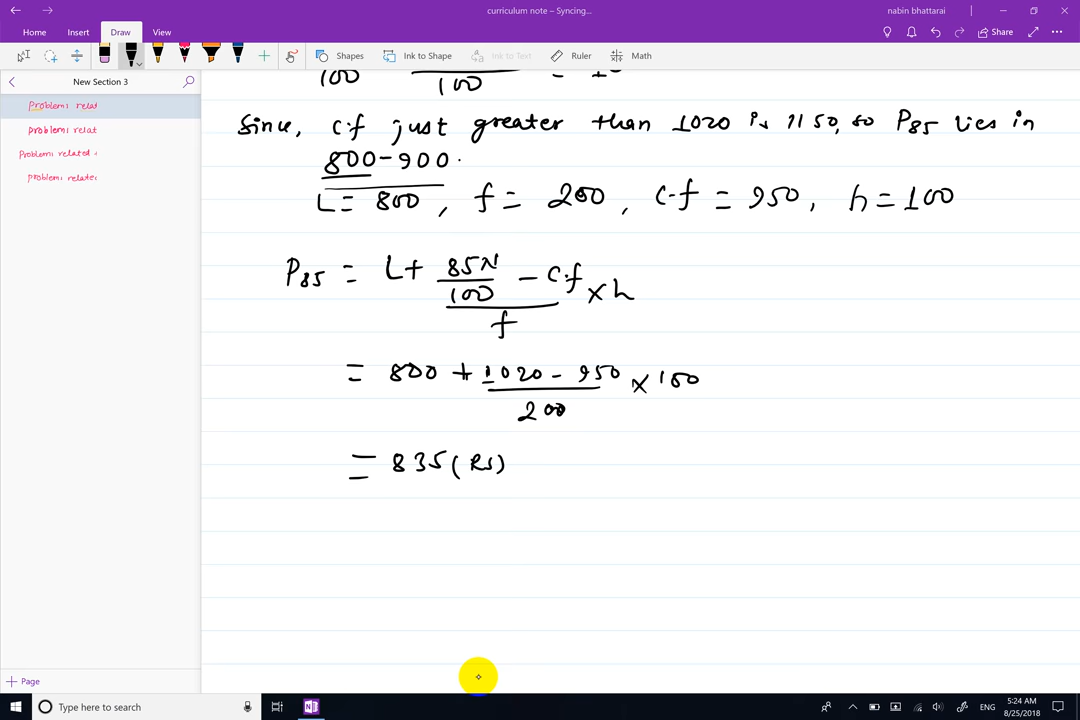 curriculum note – Syncing...
nabin bhattarai
Home Insert Draw View
Share
Shapes Ink to Shape Ink to Text Ruler Math
New Section 3
Problem: relat
Problem: relat
Problem: related
problem: relate
100 100 =
Since, c.f just greater than 1020 is 1150, so P85 lies in
800-900.
L= 800, f = 200, c.f = 950, h=100
P85 = L+ 85N/100 - c.f / f × h
= 800 + 1020 - 950 / 200 × 100
= 835 (RS)
+ Page
Type here to search
ENG
5:24 AM
8/25/2018